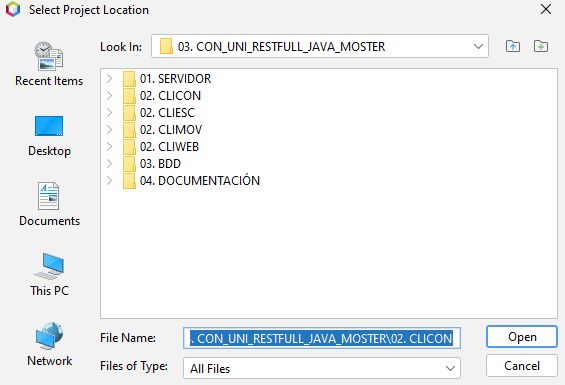 Select Project Location
Look In: 03. CON_UNI_RESTFULL_JAVA_MOSTER
Recent Items
Desktop
Documents
This PC
Network
01. SERVIDOR
02. CLICON
02. CLIESC
02. CLIMOV
02. CLIWEB
03. BDD
04. DOCUMENTACIÓN
File Name: . CON_UNI_RESTFULL_JAVA_MOSTER\02. CLICON
Open
Files of Type: All Files
Cancel